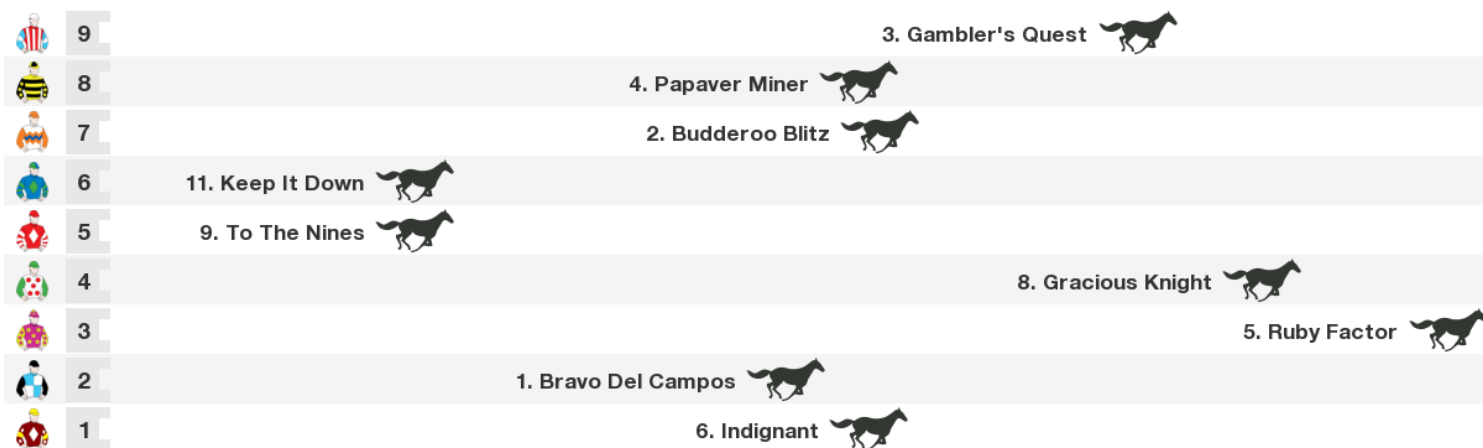 9 3. Gambler's Quest
8 4. Papaver Miner
7 2. Budderoo Blitz
6 11. Keep It Down
5 9. To The Nines
4 8. Gracious Knight
3 5. Ruby Factor
2 1. Bravo Del Campos
1 6. Indignant